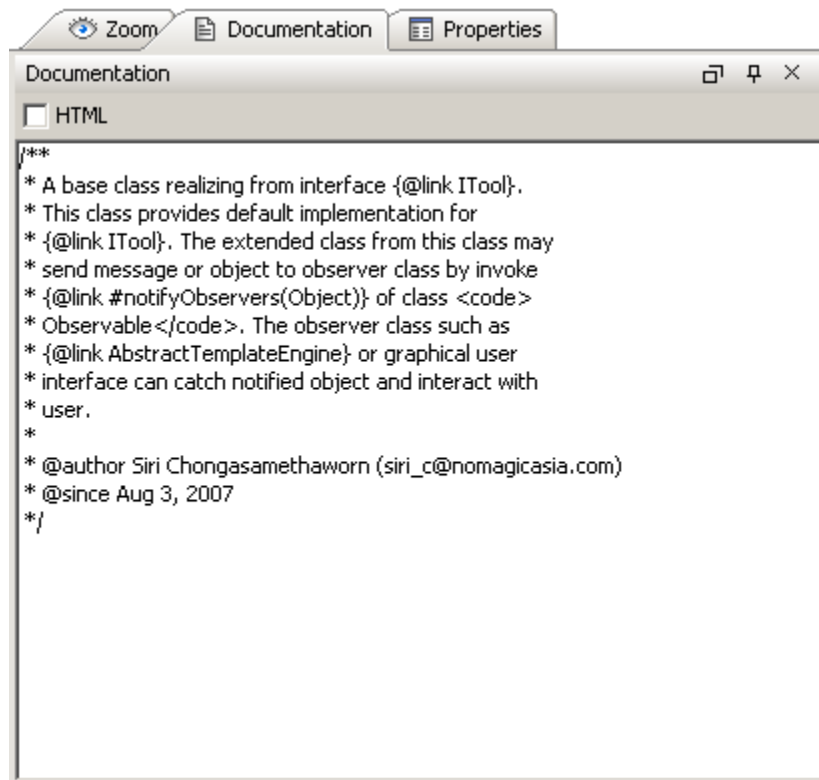 Zoom Documentation Properties
Documentation
HTML
/**
* A base class realizing from interface {@link ITool}.
* This class provides default implementation for
* {@link ITool}. The extended class from this class may
* send message or object to observer class by invoke
* {@link #notifyObservers(Object)} of class <code>
* Observable</code>. The observer class such as
* {@link AbstractTemplateEngine} or graphical user
* interface can catch notified object and interact with
* user.
*
* @author Siri Chongasamethaworn (siri_c@nomagicasia.com)
* @since Aug 3, 2007
*/